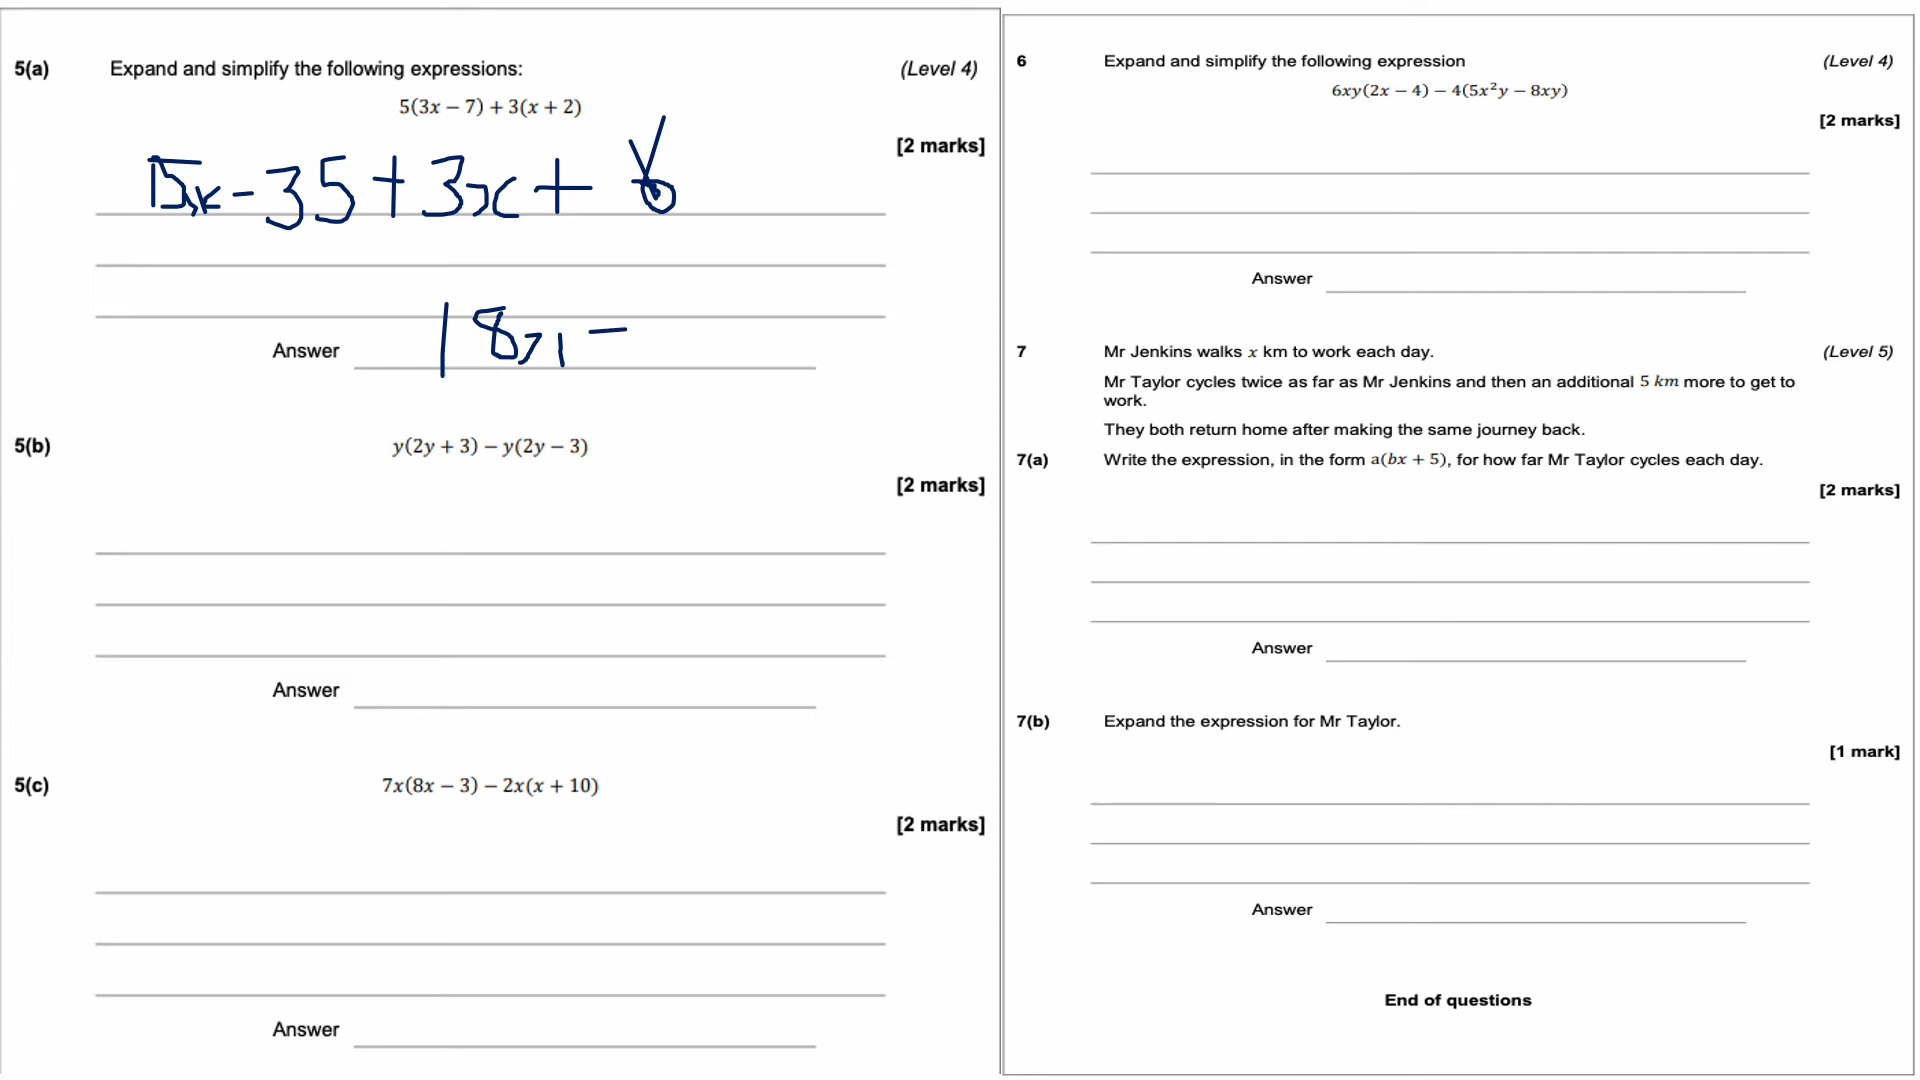 5(a) Expand and simplify the following expressions: (Level 4)
5(3x − 7) + 3(x + 2)
[2 marks]
15x - 35 + 3x + 6
Answer 18x -
5(b) y(2y + 3) − y(2y − 3)
[2 marks]
Answer
5(c) 7x(8x − 3) − 2x(x + 10)
[2 marks]
Answer
6 Expand and simplify the following expression (Level 4)
6xy(2x − 4) − 4(5x²y − 8xy)
[2 marks]
Answer
7 Mr Jenkins walks x km to work each day. (Level 5)
Mr Taylor cycles twice as far as Mr Jenkins and then an additional 5 km more to get to
work.
They both return home after making the same journey back.
7(a) Write the expression, in the form a(bx + 5), for how far Mr Taylor cycles each day.
[2 marks]
Answer
7(b) Expand the expression for Mr Taylor.
[1 mark]
Answer
End of questions